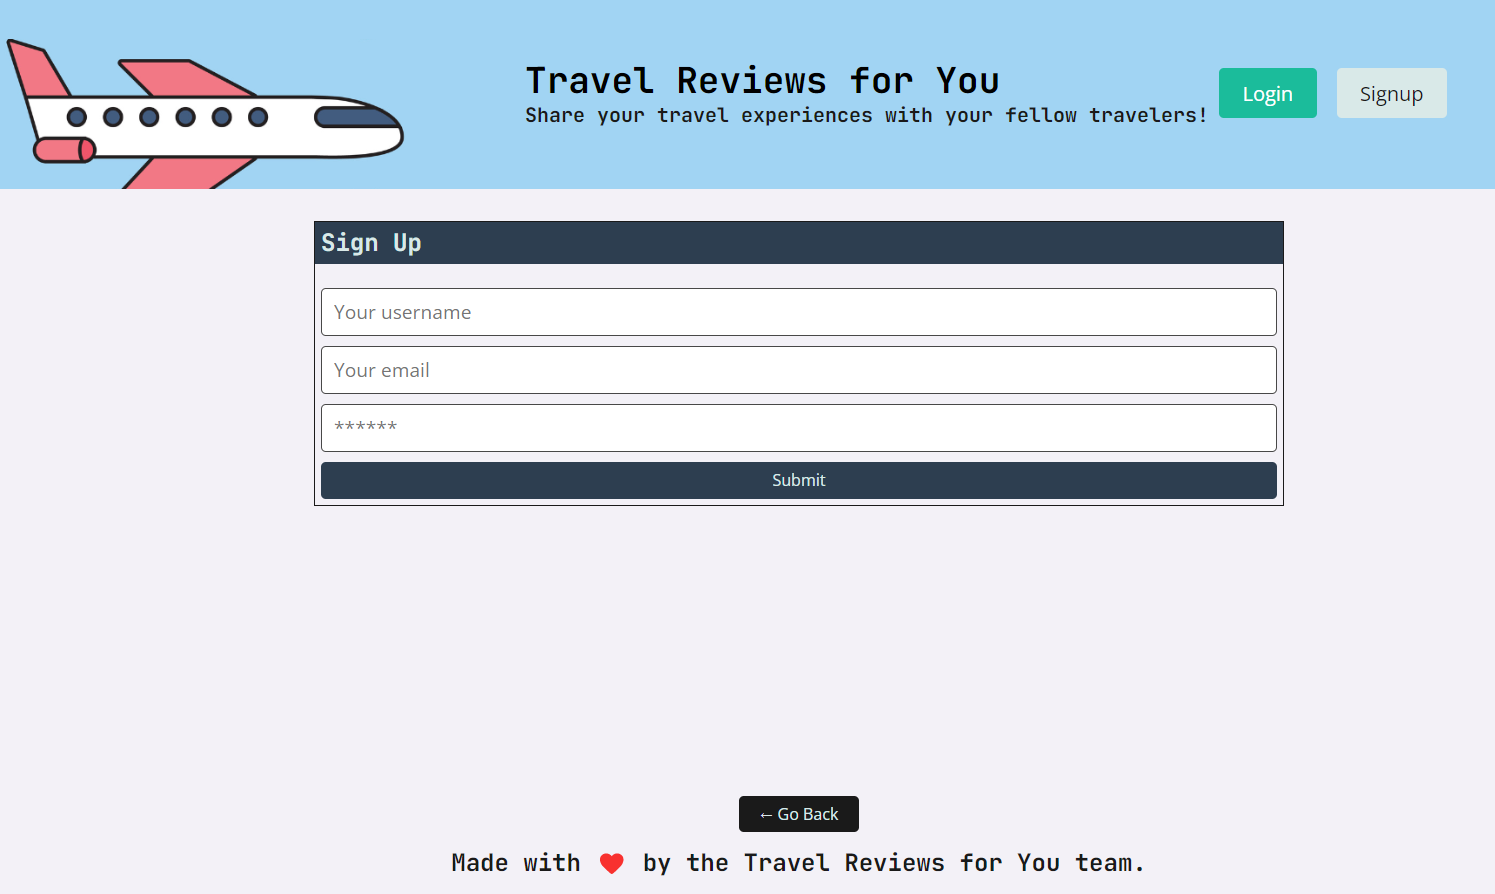 Travel Reviews for You
Share your travel experiences with your fellow travelers!
Login
Signup
Sign Up
Your username
Your email
******
Submit
← Go Back
Made with ❤ by the Travel Reviews for You team.